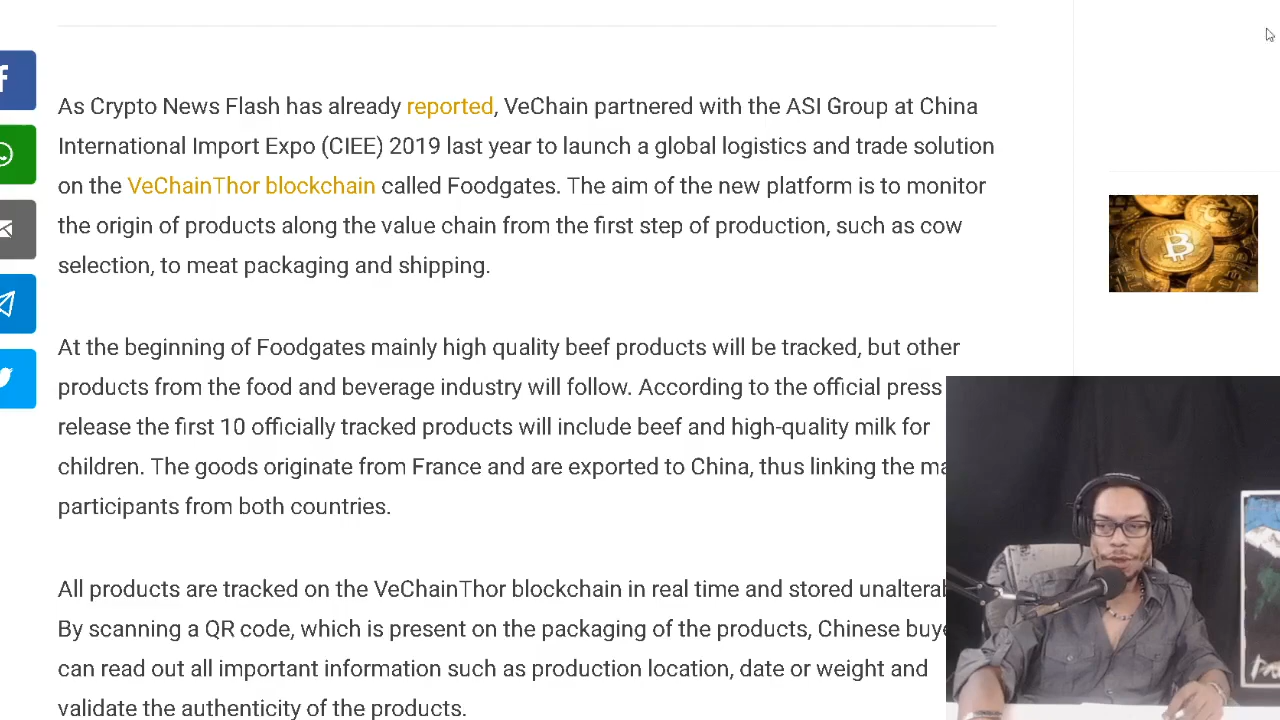 As Crypto News Flash has already reported, VeChain partnered with the ASI Group at China
International Import Expo (CIEE) 2019 last year to launch a global logistics and trade solution
on the VeChainThor blockchain called Foodgates. The aim of the new platform is to monitor
the origin of products along the value chain from the first step of production, such as cow
selection, to meat packaging and shipping.
At the beginning of Foodgates mainly high quality beef products will be tracked, but other
products from the food and beverage industry will follow. According to the official press
release the first 10 officially tracked products will include beef and high-quality milk for
children. The goods originate from France and are exported to China, thus linking the
participants from both countries.
All products are tracked on the VeChainThor blockchain in real time and stored
By scanning a QR code, which is present on the packaging of the products, Chinese
can read out all important information such as production location, date or weight and
validate the authenticity of the products.